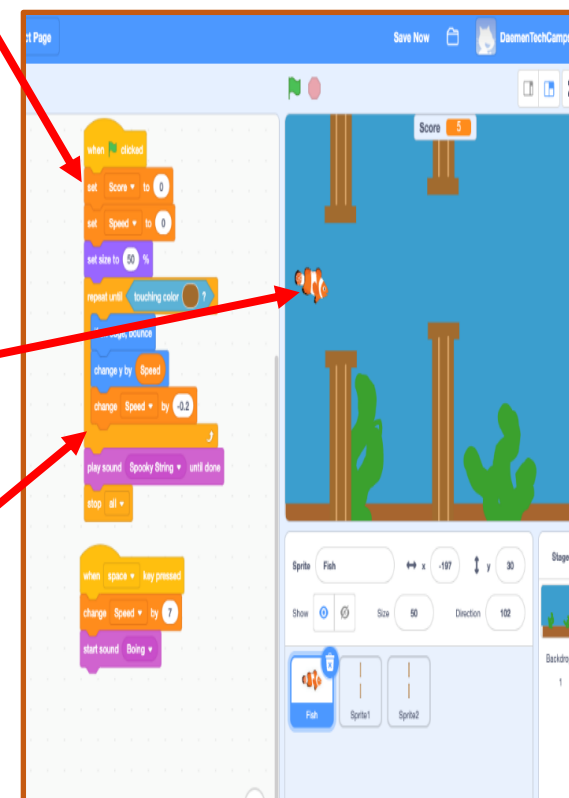 ct Page
Save Now
DaemenTechCamps
when clicked
set Score to 0
set Speed to 0
set size to 50 %
repeat until touching color ?
edge, bounce
change y by Speed
change Speed by -0.2
play sound Spooky String until done
stop all
when space key pressed
change Speed by 7
start sound Boing
Score 5
Sprite Fish x -197 y 30
Show Size 50 Direction 102
Fish
Sprite1
Sprite2
Stage
Backdro
1